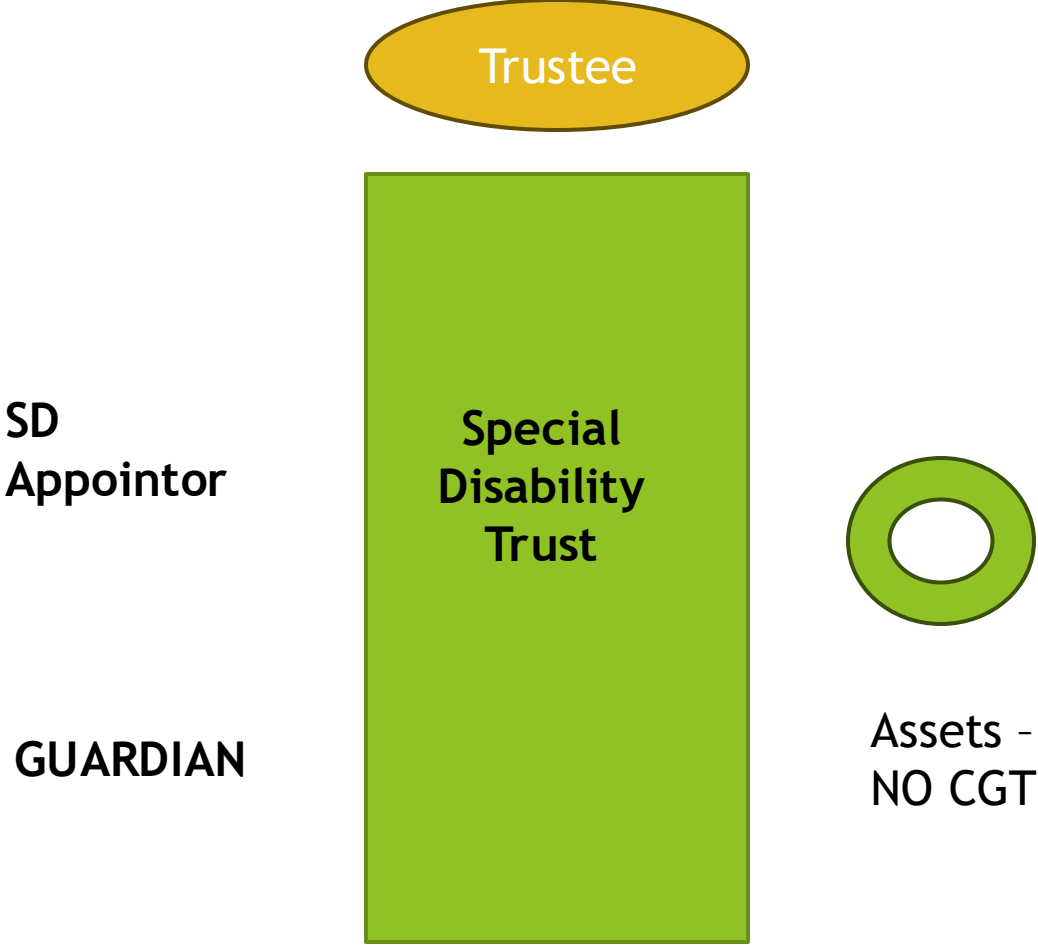 Trustee
SD
Appointor
Special
Disability
Trust
GUARDIAN
Assets –
NO CGT